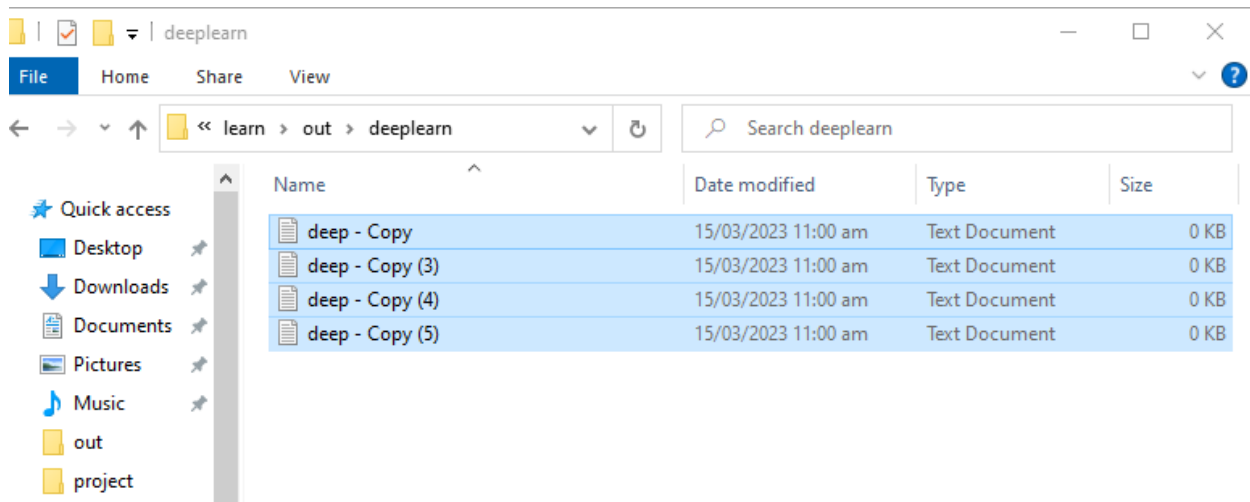 deeplearn
File Home Share View
« learn > out > deeplearn Search deeplearn
Name Date modified Type Size
Quick access
deep - Copy 15/03/2023 11:00 am Text Document 0 KB
Desktop
deep - Copy (3) 15/03/2023 11:00 am Text Document 0 KB
Downloads
deep - Copy (4) 15/03/2023 11:00 am Text Document 0 KB
Documents
deep - Copy (5) 15/03/2023 11:00 am Text Document 0 KB
Pictures
Music
out
project